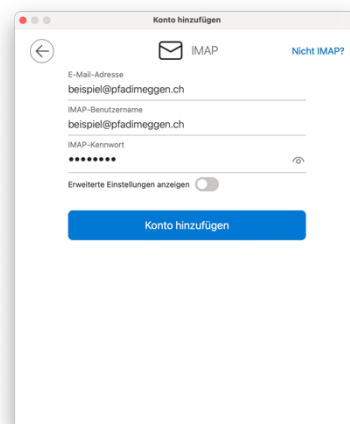 Konto hinzufügen
IMAP
Nicht IMAP?
E-Mail-Adresse
beispiel@pfadimeggen.ch
IMAP-Benutzername
beispiel@pfadimeggen.ch
IMAP-Kennwort
●●●●●●●●
Erweiterte Einstellungen anzeigen
Konto hinzufügen